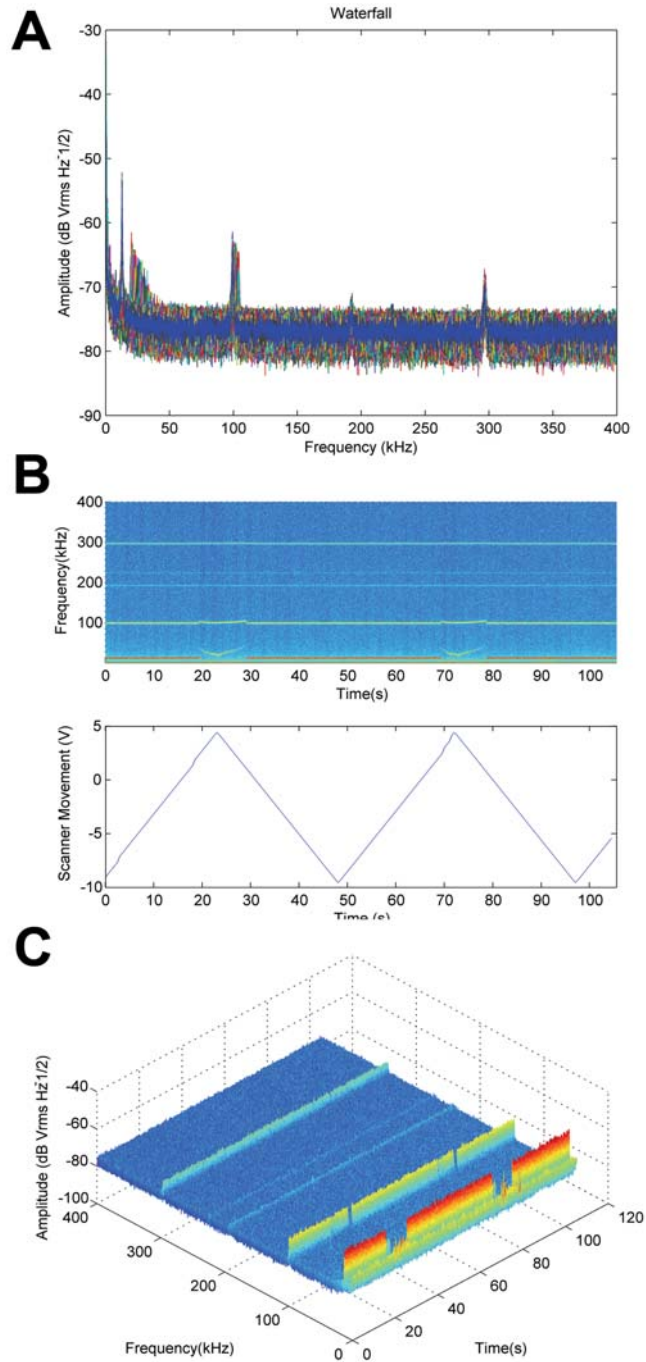 A
Waterfall
-30
-40
-50
-60
-70
-80
-90
Amplitude (dB Vrms Hz-1/2)
0 50 100 150 200 250 300 350 400
Frequency (kHz)
B
400
300
200
100
Frequency(kHz)
0 10 20 30 40 50 60 70 80 90 100
Time(s)
5
0
-5
-10
Scanner Movement (V)
0 10 20 30 40 50 60 70 80 90 100
Time (s)
C
-40
-60
-80
-100
Amplitude (dB Vrms Hz-1/2)
400
300
200
100
0
Frequency(kHz)
0
20
40
60
80
100
120
Time(s)